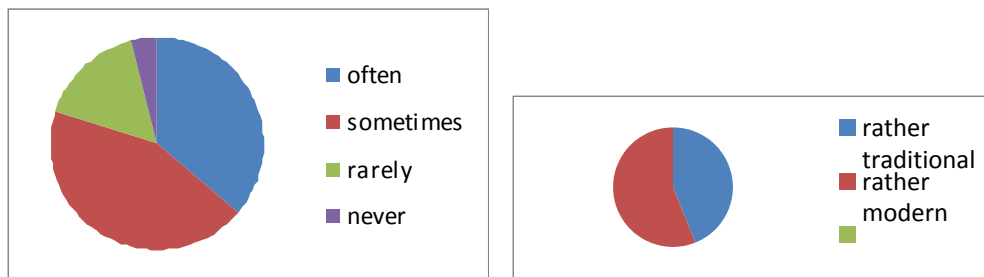 often
sometimes
rarely
never
rather
traditional
rather
modern